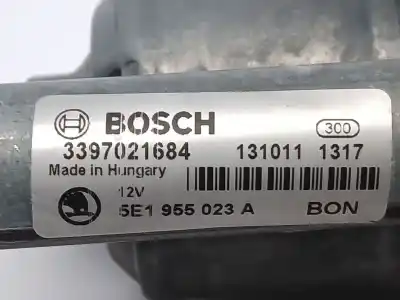 BOSCH
300
3397021684 131011 1317
Made in Hungary
12V
5E1 955 023 A BON